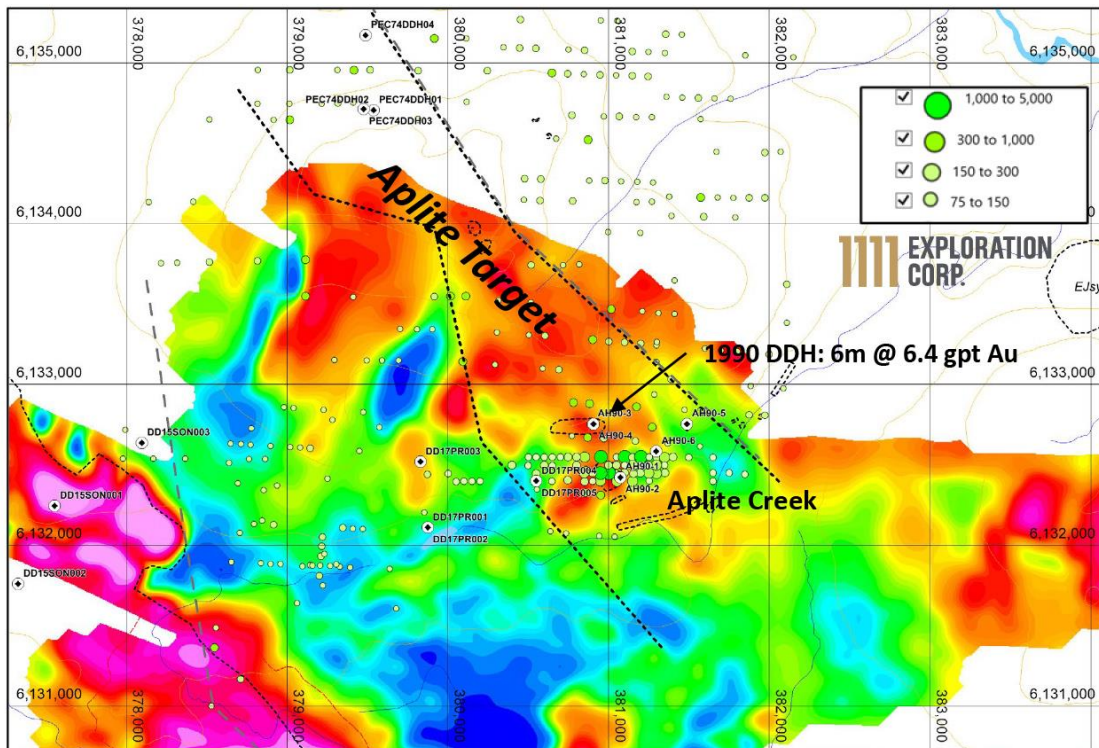 378,000
379,000
380,000
381,000
382,000
383,000
6,135,000
6,135,000
PEC74DDH04
PEC74DDH02
PEC74DDH01
PEC74DDH03
1,000 to 5,000
300 to 1,000
150 to 300
75 to 150
6,134,000
Aplite Target
1111 EXPLORATION
CORP.
EJsy
1990 DDH: 6m @ 6.4 gpt Au
6,133,000
6,133,000
AH90-3
AH90-5
AH90-4
AH90-6
DD15SON003
DD17PR003
DD17PR004
AH90-1
DD15SON001
DD17PR005
AH90-2
Aplite Creek
DD17PR001
6,132,000
DD17PR002
6,132,000
DD15SON002
6,131,000
6,131,000
378,000
379,000
380,000
381,000
382,000
383,000